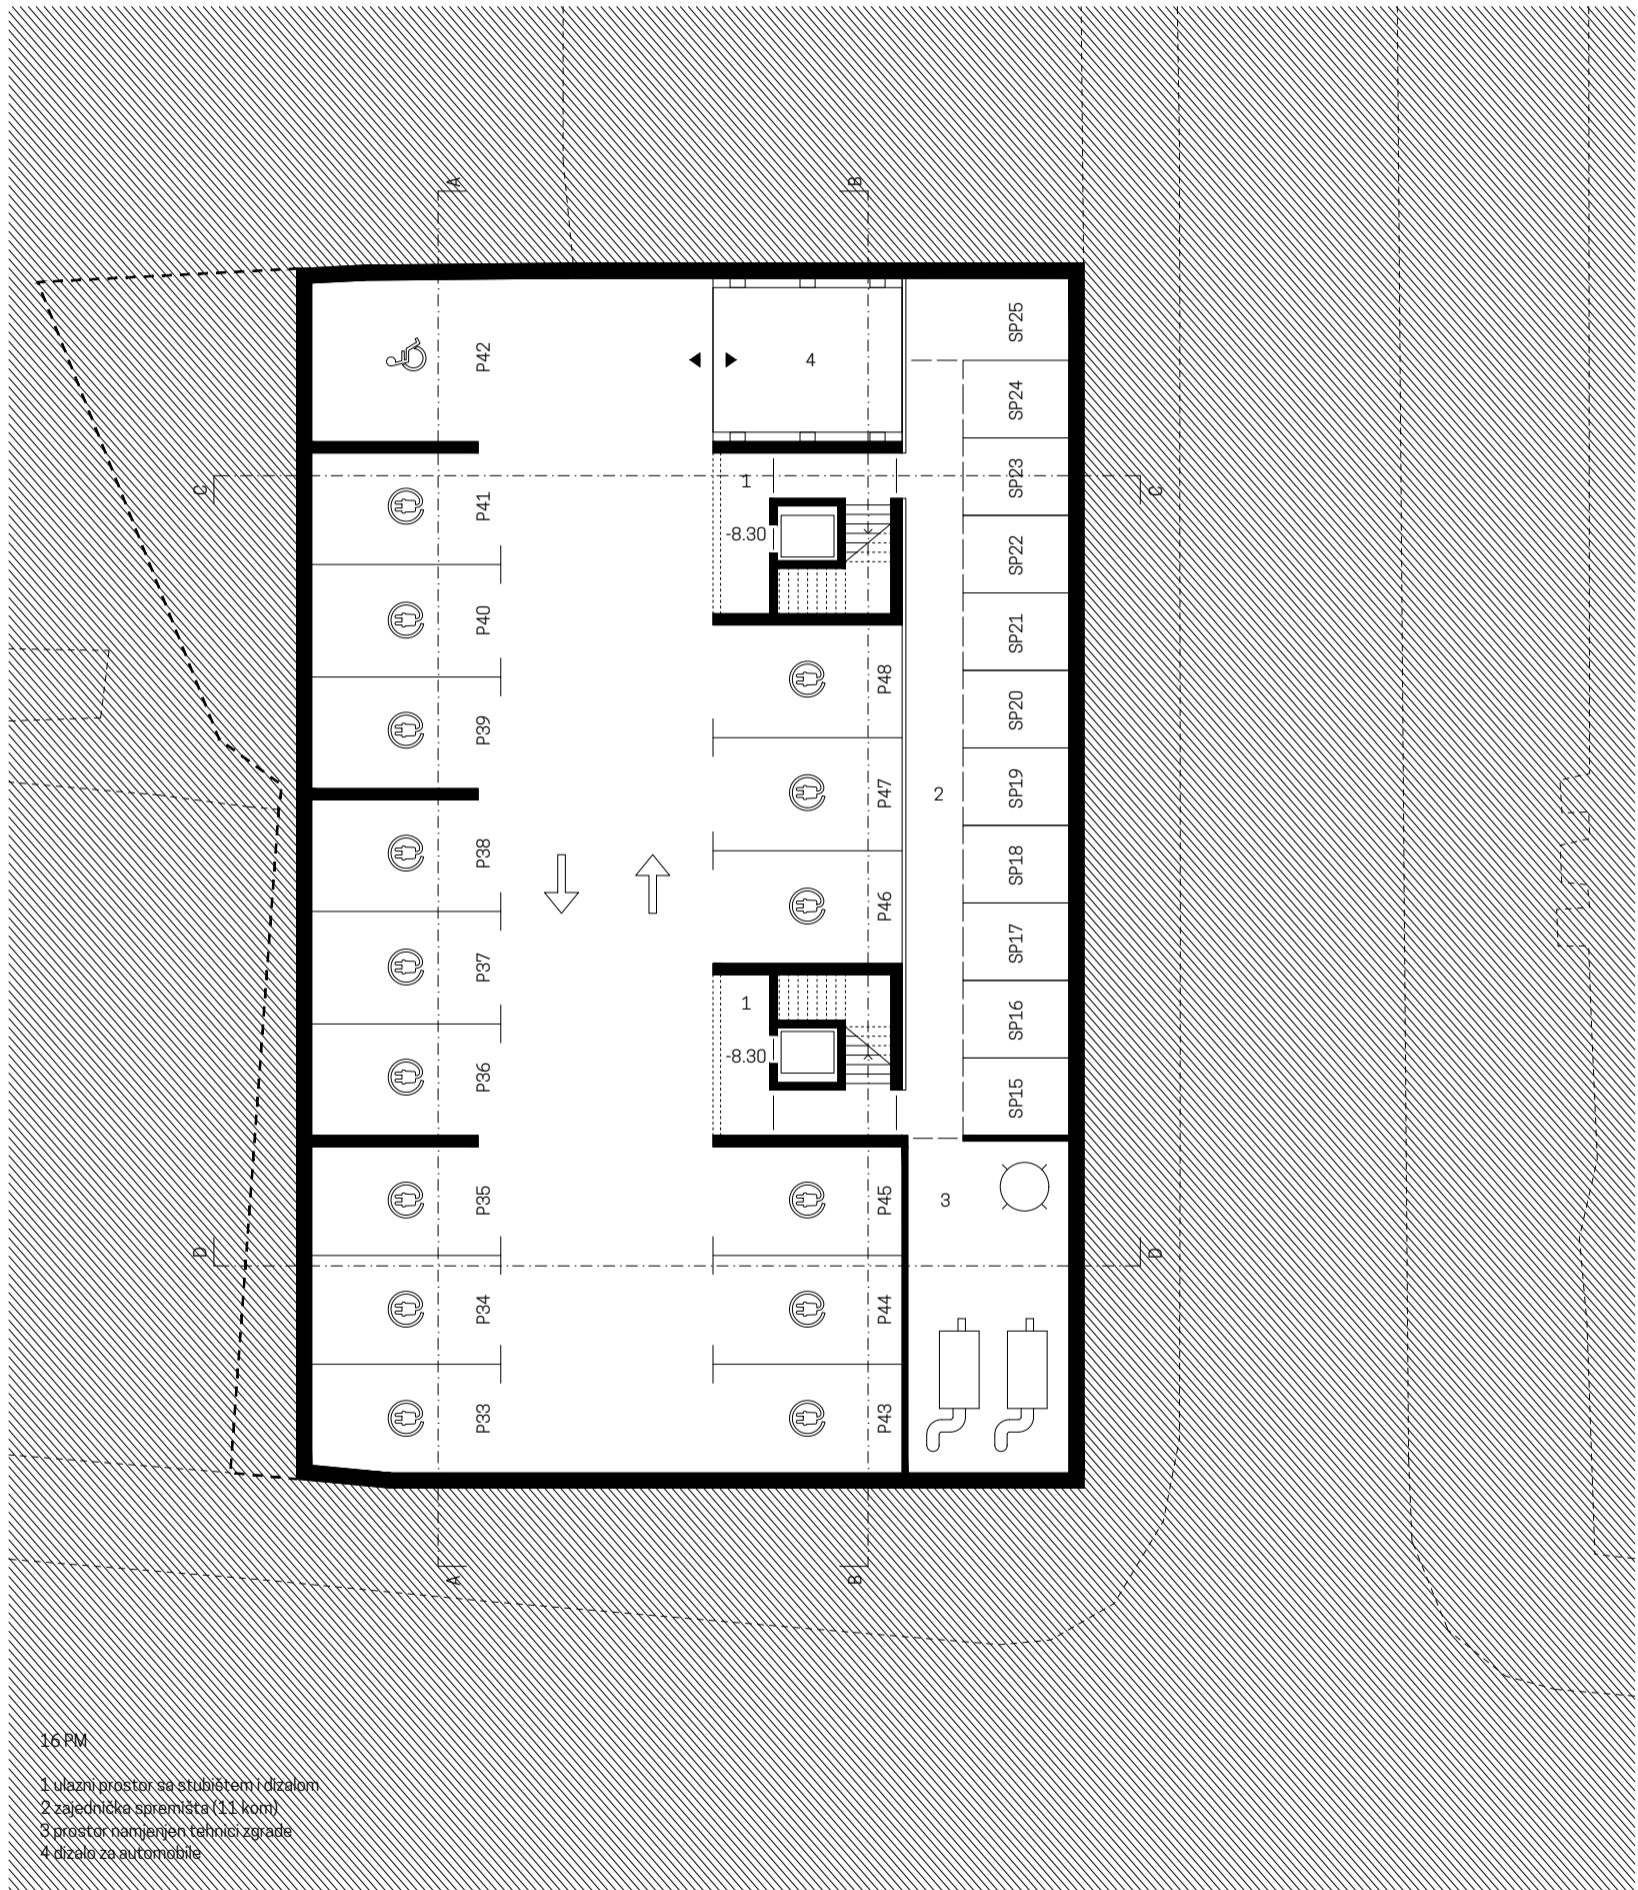 A
B
P42
4
SP25
SP24
C
P41
1
-8.30
SP23
C
SP22
P40
SP21
P48
P39
SP20
P47
2
SP19
P38
SP18
P46
P37
SP17
1
SP16
-8.30
P36
SP15
P35
P45
3
D
D
P34
P44
P33
P43
A
B
16 PM
1 ulazni prostor sa stubištem i dizalom
2 zajednička spremišta (11 kom)
3 prostor namjenjen tehnici zgrade
4 dizalo za automobile